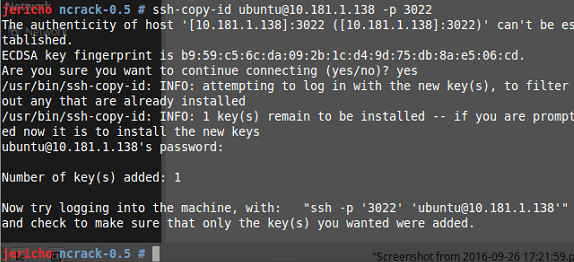 jericho ncrack-0.5 # ssh-copy-id ubuntu@10.181.1.138 -p 3022
The authenticity of host '[10.181.1.138]:3022 ([10.181.1.138]:3022)' can't be es
tablished.
ECDSA key fingerprint is b9:59:c5:6c:da:09:2b:1c:d4:9d:75:db:8a:e5:06:cd.
Are you sure you want to continue connecting (yes/no)? yes
/usr/bin/ssh-copy-id: INFO: attempting to log in with the new key(s), to filter
out any that are already installed
/usr/bin/ssh-copy-id: INFO: 1 key(s) remain to be installed -- if you are prompt
ed now it is to install the new keys
ubuntu@10.181.1.138's password:
Number of key(s) added: 1
Now try logging into the machine, with:   "ssh -p '3022' 'ubuntu@10.181.1.138'"
and check to make sure that only the key(s) you wanted were added.
jericho ncrack-0.5 #
"Screenshot from 2016-09-26 17:21:59.p